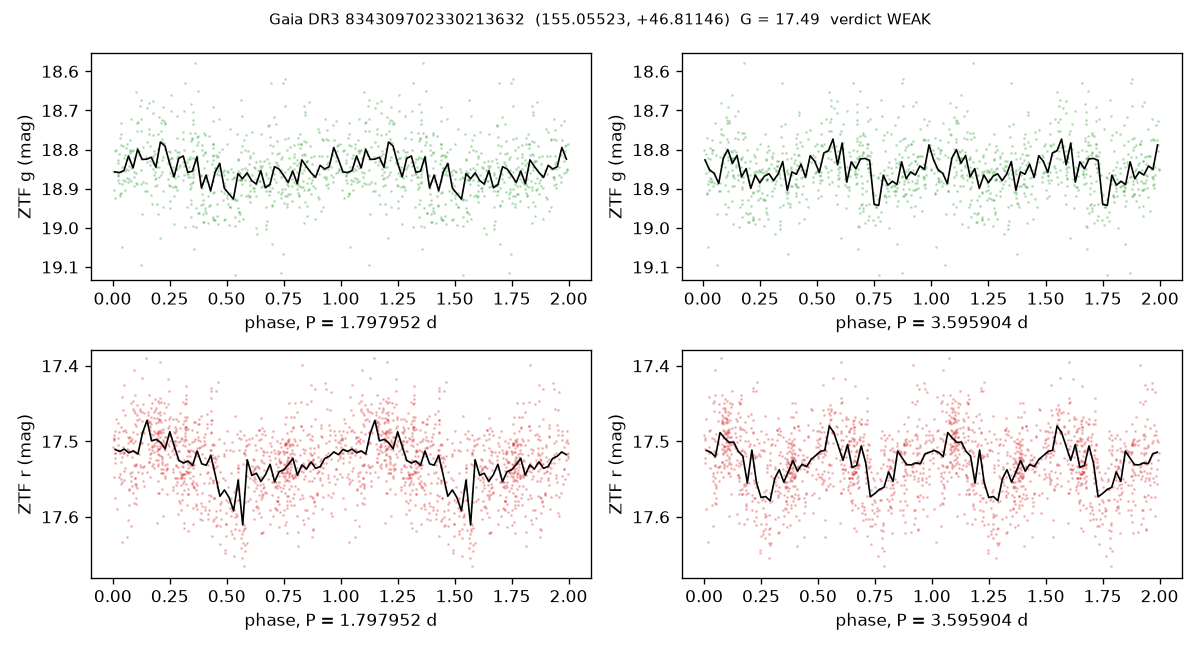 Gaia DR3 834309702330213632 (155.05523, +46.81146) G = 17.49 verdict WEAK
ZTF g (mag)
18.6
18.7
18.8
18.9
19.0
19.1
0.00 0.25 0.50 0.75 1.00 1.25 1.50 1.75 2.00
phase, P = 1.797952 d
ZTF g (mag)
18.6
18.7
18.8
18.9
19.0
19.1
0.00 0.25 0.50 0.75 1.00 1.25 1.50 1.75 2.00
phase, P = 3.595904 d
ZTF r (mag)
17.4
17.5
17.6
0.00 0.25 0.50 0.75 1.00 1.25 1.50 1.75 2.00
phase, P = 1.797952 d
ZTF r (mag)
17.4
17.5
17.6
0.00 0.25 0.50 0.75 1.00 1.25 1.50 1.75 2.00
phase, P = 3.595904 d